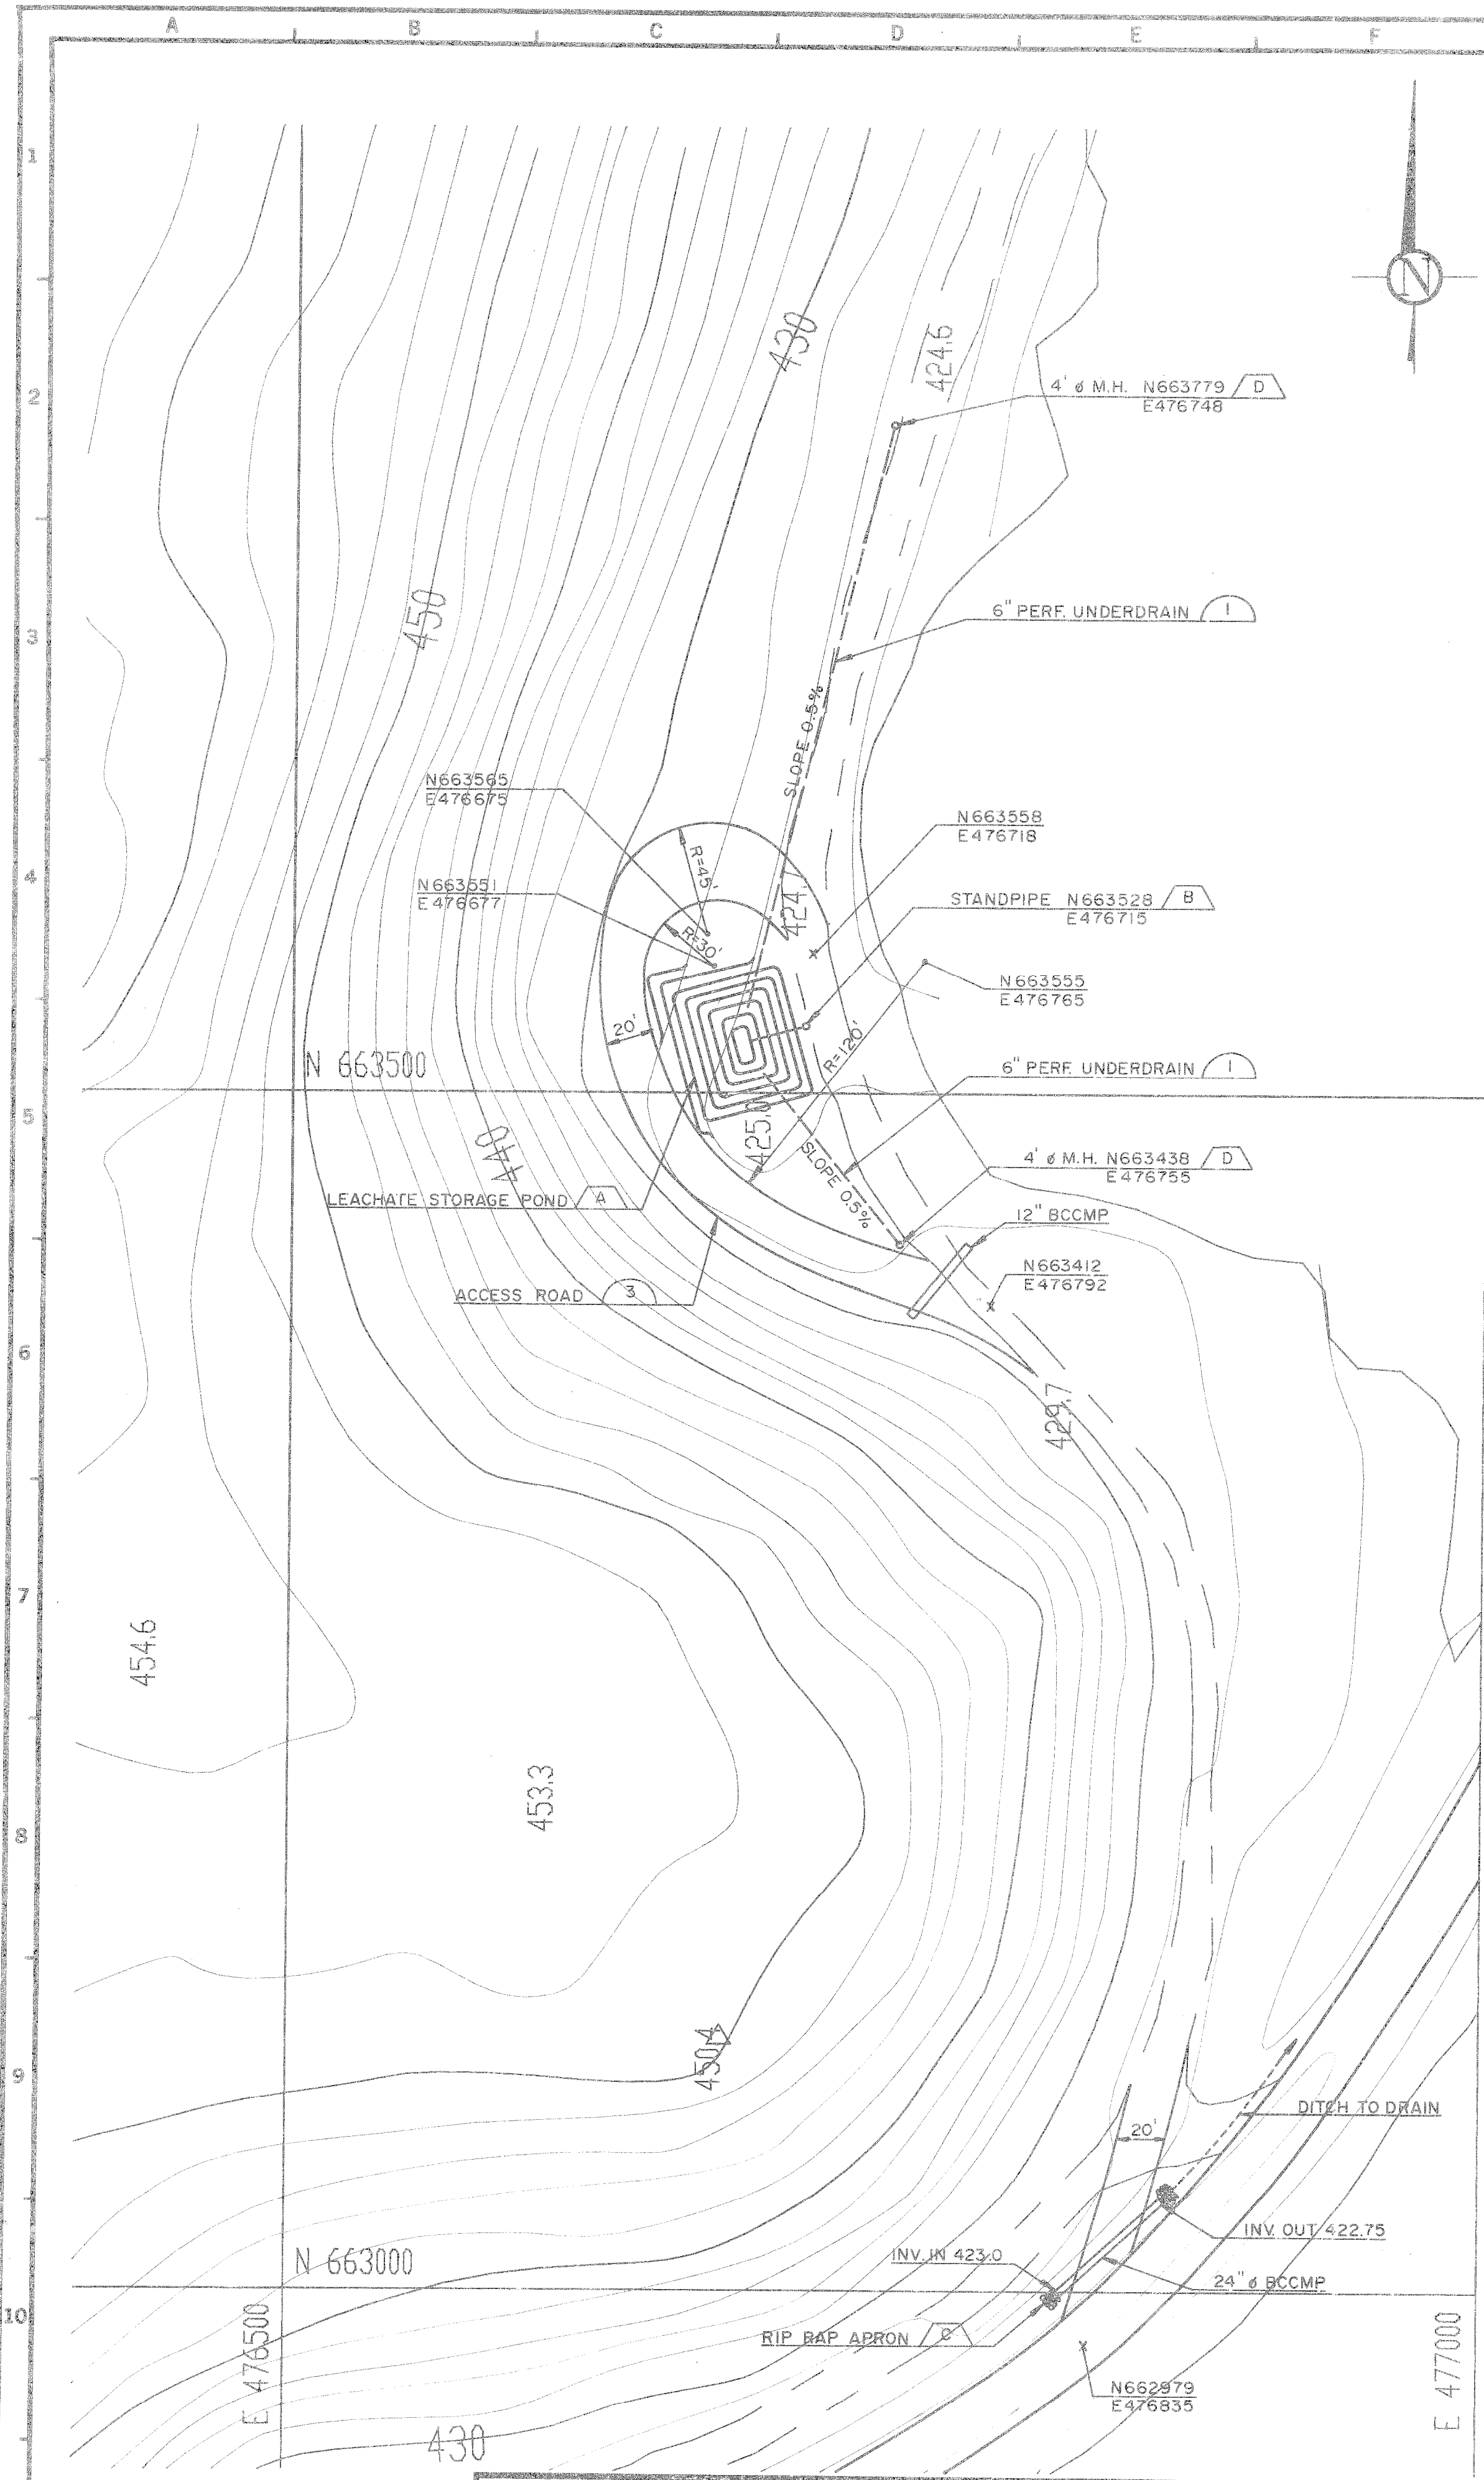 A B C D E F
1
N
430
424.6
2
4' ø M.H. N663779 D
E476748
450
6" PERF. UNDERDRAIN 1
3
SLOPE 0.5%
N663565
E476675
N663558
E476718
R=45'
4
N663551
E476677
424.7
STANDPIPE N663528 B
E476715
R=30'
N663555
E476765
20'
R=120'
N 663500
6" PERF. UNDERDRAIN 1
5
425.
440
SLOPE 0.5%
4' ø M.H. N663438 D
E476755
LEACHATE STORAGE POND A
12" BCCMP
N663412
E476792
ACCESS ROAD 3
6
429.7
7
454.6
453.3
8
450.4
9
DITCH TO DRAIN
20'
INV. OUT 422.75
INV. IN 423.0
N 663000
24" ø BCCMP
10
RIP RAP APRON C
E 476500
N662979
E476835
E 477000
430